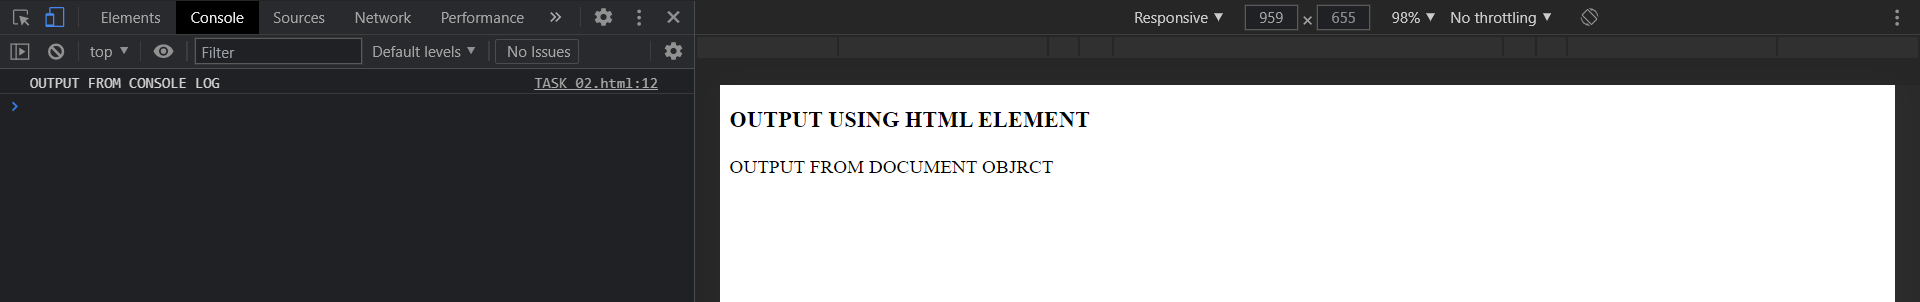 Elements Console Sources Network Performance »
top ▼ Filter Default levels ▼ No Issues
OUTPUT FROM CONSOLE LOG TASK 02.html:12
>
Responsive ▼ 959 × 655 98% ▼ No throttling ▼
OUTPUT USING HTML ELEMENT
OUTPUT FROM DOCUMENT OBJRCT